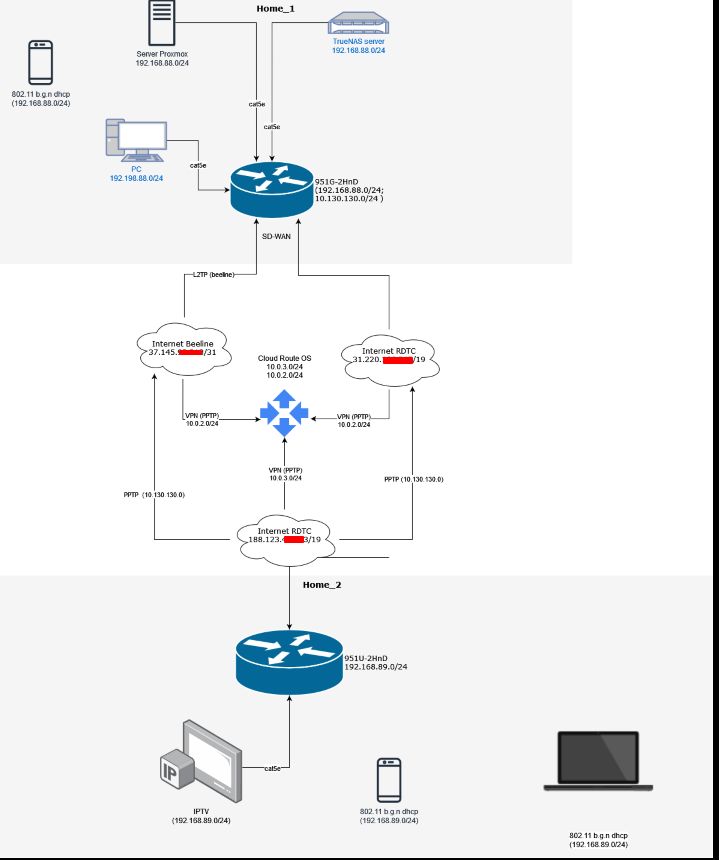 Home_1
Server Proxmox
192.168.88.0/24
TrueNAS server
192.168.88.0/24
802.11 b.g.n dhcp
(192.168.88.0/24)
cat5e
cat5e
PC
192.198.88.0/24
cat5e
951G-2HnD
(192.168.88.0/24;
10.130.130.0/24 )
SD-WAN
L2TP (beeline)
Internet Beeline
37.145. /31
Internet RDTC
31.220. /19
Cloud Route OS
10.0.3.0/24
10.0.2.0/24
VPN (PPTP)
10.0.2.0/24
VPN (PPTP)
10.0.2.0/24
VPN (PPTP)
10.0.3.0/24
PPTP (10.130.130.0)
PPTP (10.130.130.0)
Internet RDTC
188.123. 3/19
Home_2
951U-2HnD
192.168.89.0/24
cat5e
IPTV
(192.168.89.0/24)
802.11 b.g.n dhcp
(192.168.89.0/24)
802.11 b.g.n dhcp
(192.168.89.0/24)